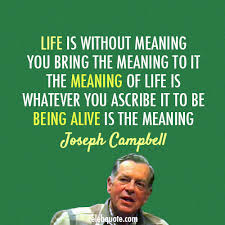 LIFE IS WITHOUT MEANING
YOU BRING THE MEANING TO IT
THE MEANING OF LIFE IS
WHATEVER YOU ASCRIBE IT TO BE
BEING ALIVE IS THE MEANING
Joseph Campbell